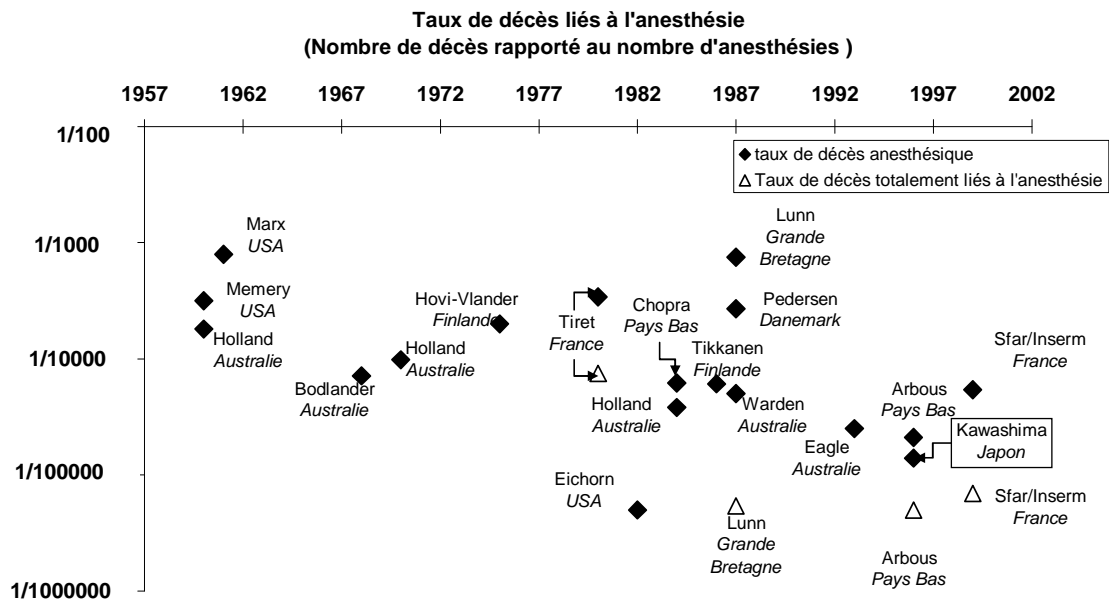 Taux de décès liés à l'anesthésie
(Nombre de décès rapporté au nombre d'anesthésies )
1957 1962 1967 1972 1977 1982 1987 1992 1997 2002
1/100
1/1000
1/10000
1/100000
1/1000000
taux de décès anesthésique
Taux de décès totalement liés à l'anesthésie
Marx
USA
Memery
USA
Holland
Australie
Bodlander
Australie
Holland
Australie
Hovi-Vlander
Finlande
Tiret
France
Chopra
Pays Bas
Holland
Australie
Eichorn
USA
Tikkanen
Finlande
Lunn
Grande
Bretagne
Pedersen
Danemark
Warden
Australie
Lunn
Grande
Bretagne
Eagle
Australie
Arbous
Pays Bas
Kawashima
Japon
Sfar/Inserm
France
Sfar/Inserm
France
Arbous
Pays Bas